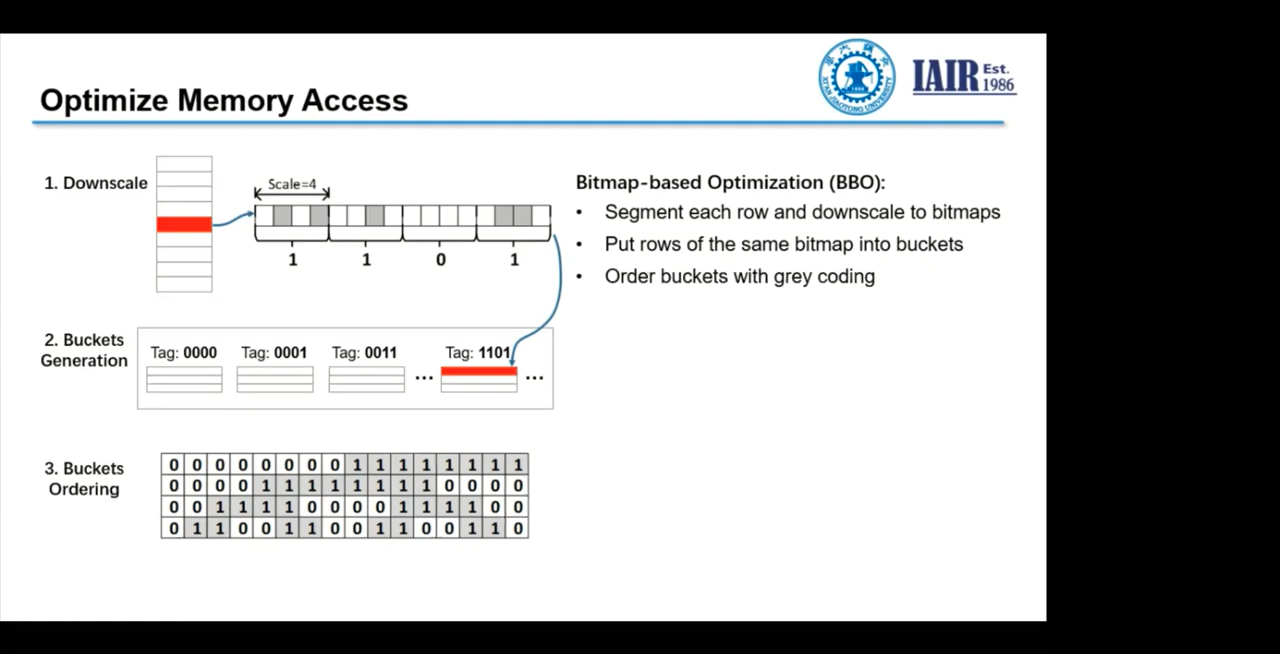 Optimize Memory Access
XI'AN JIAOTONG UNIVERSITY
IAIR Est. 1986
1. Downscale
Scale=4
1 1 0 1
Bitmap-based Optimization (BBO):
• Segment each row and downscale to bitmaps
• Put rows of the same bitmap into buckets
• Order buckets with grey coding
2. Buckets
Generation
Tag: 0000 Tag: 0001 Tag: 0011 ... Tag: 1101 ...
3. Buckets
Ordering
0 0 0 0 0 0 0 0 1 1 1 1 1 1 1 1
0 0 0 0 1 1 1 1 1 1 1 1 0 0 0 0
0 0 1 1 1 1 0 0 0 0 1 1 1 1 0 0
0 1 1 0 0 1 1 0 0 1 1 0 0 1 1 0